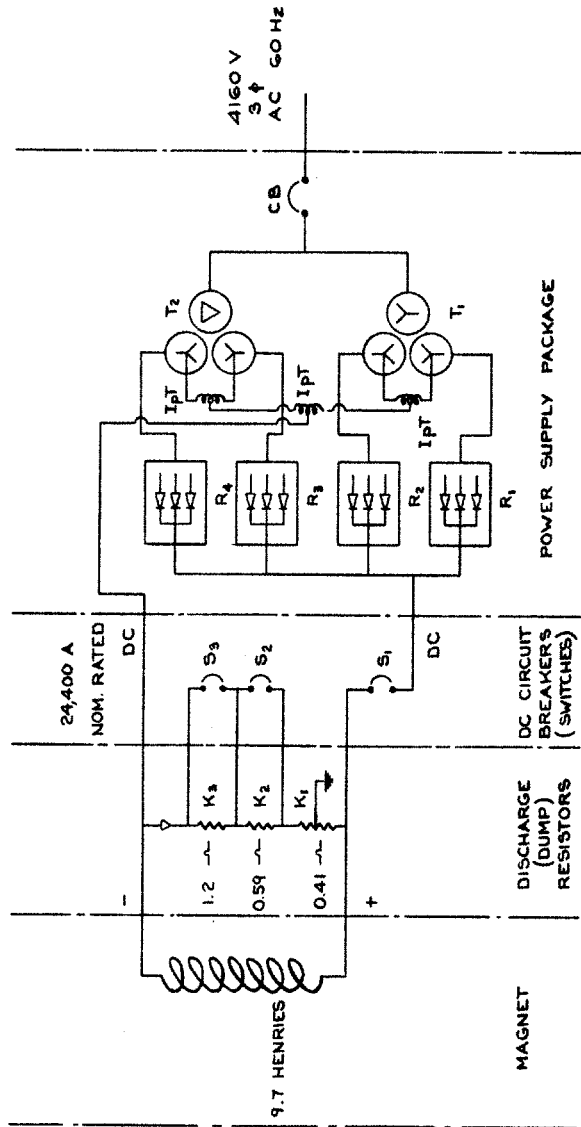 4160 V
3 ϕ
AC 60 Hz
CB
T2
T1
IpT
IpT
IpT
R4
R3
R2
R1
POWER SUPPLY PACKAGE
24,400 A
NOM. RATED
DC
S3
S2
S1
DC
DC CIRCUIT
BREAKERS
(SWITCHES)
K3
K2
K1
1.2
0.59
0.41
DISCHARGE
(DUMP)
RESISTORS
-
+
9.7 HENRIES
MAGNET